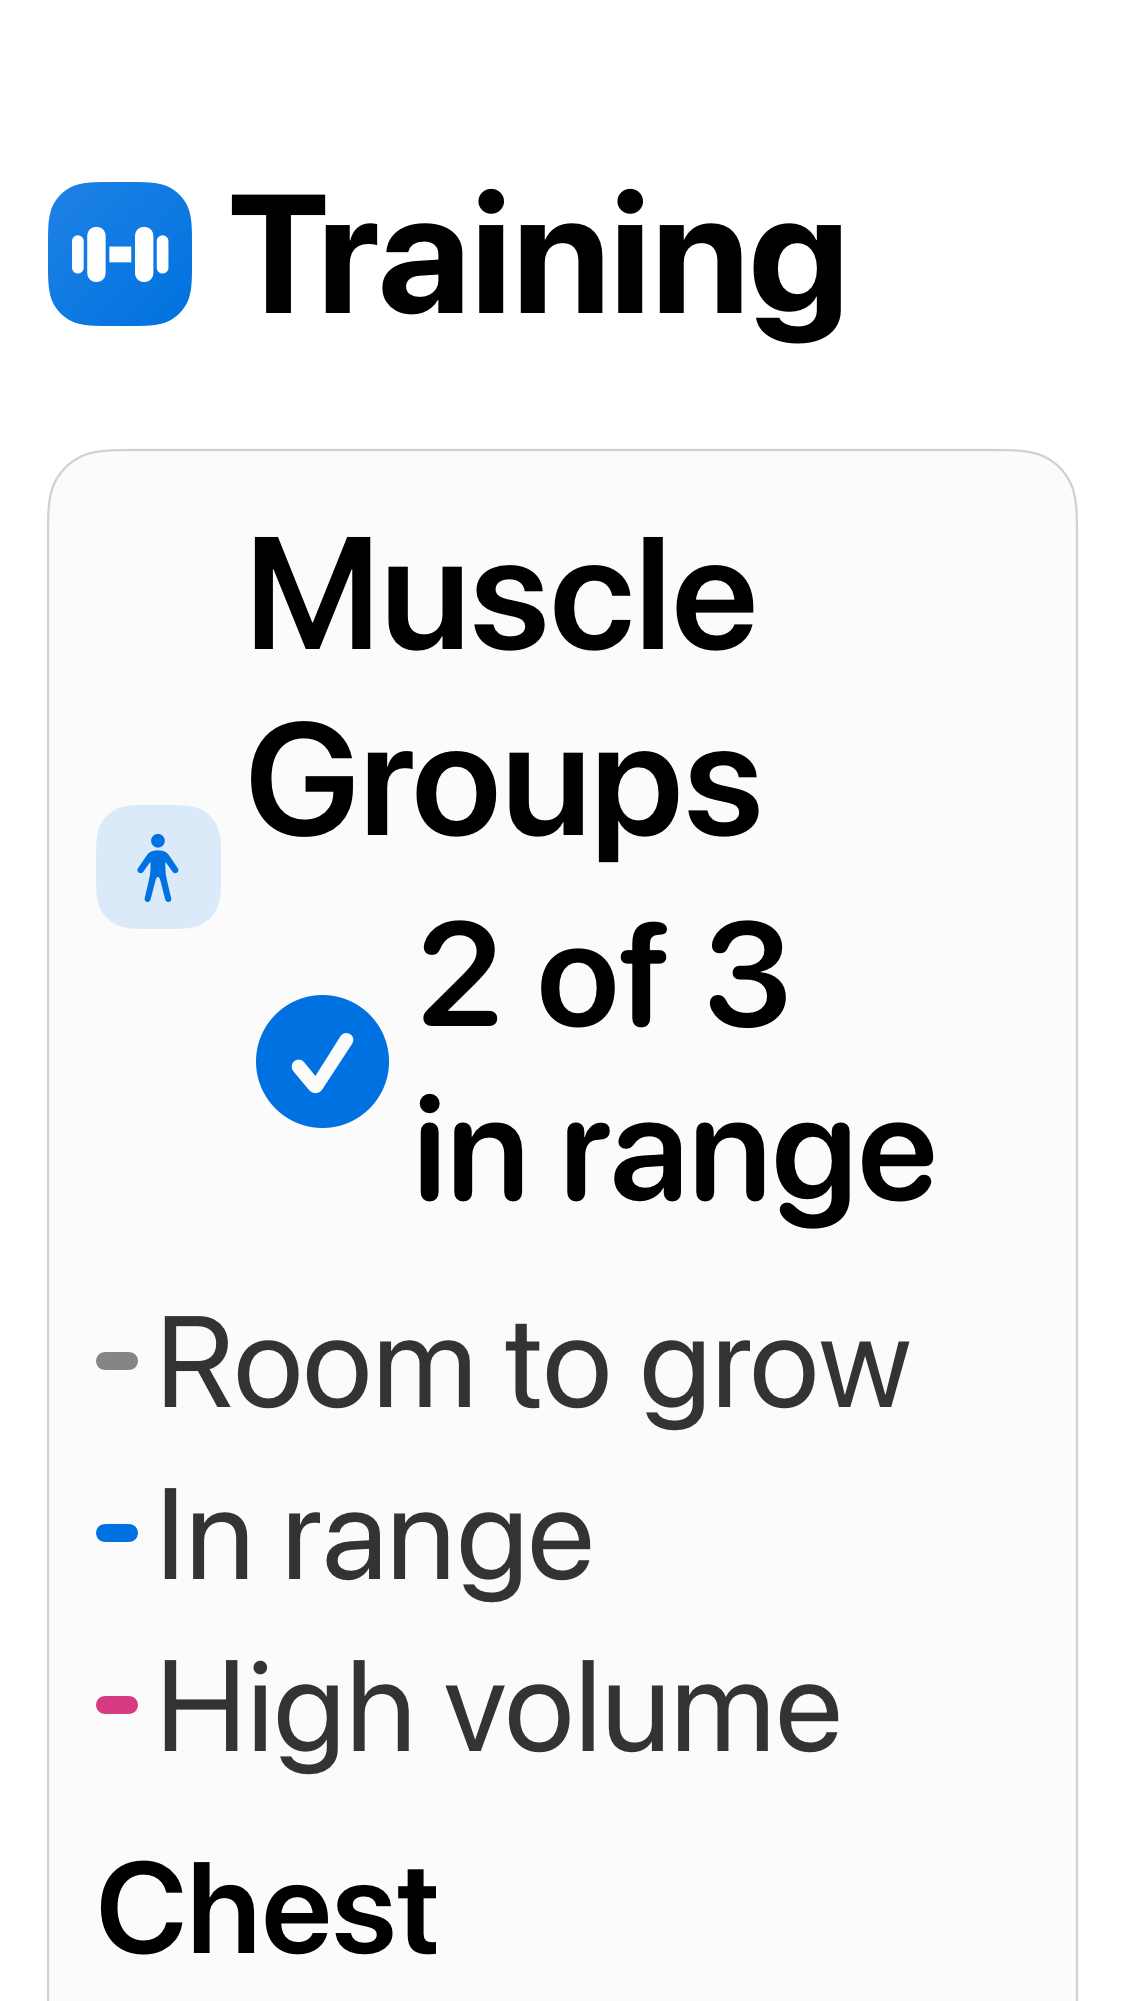 Training
Muscle
Groups
2 of 3
in range
Room to grow
In range
High volume
Chest